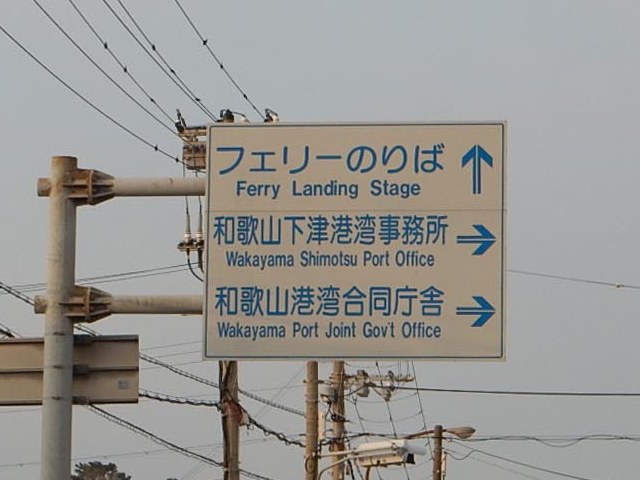 フェリーのりば
Ferry Landing Stage
和歌山下津港湾事務所
Wakayama Shimotsu Port Office
和歌山港湾合同庁舎
Wakayama Port Joint Gov't Office